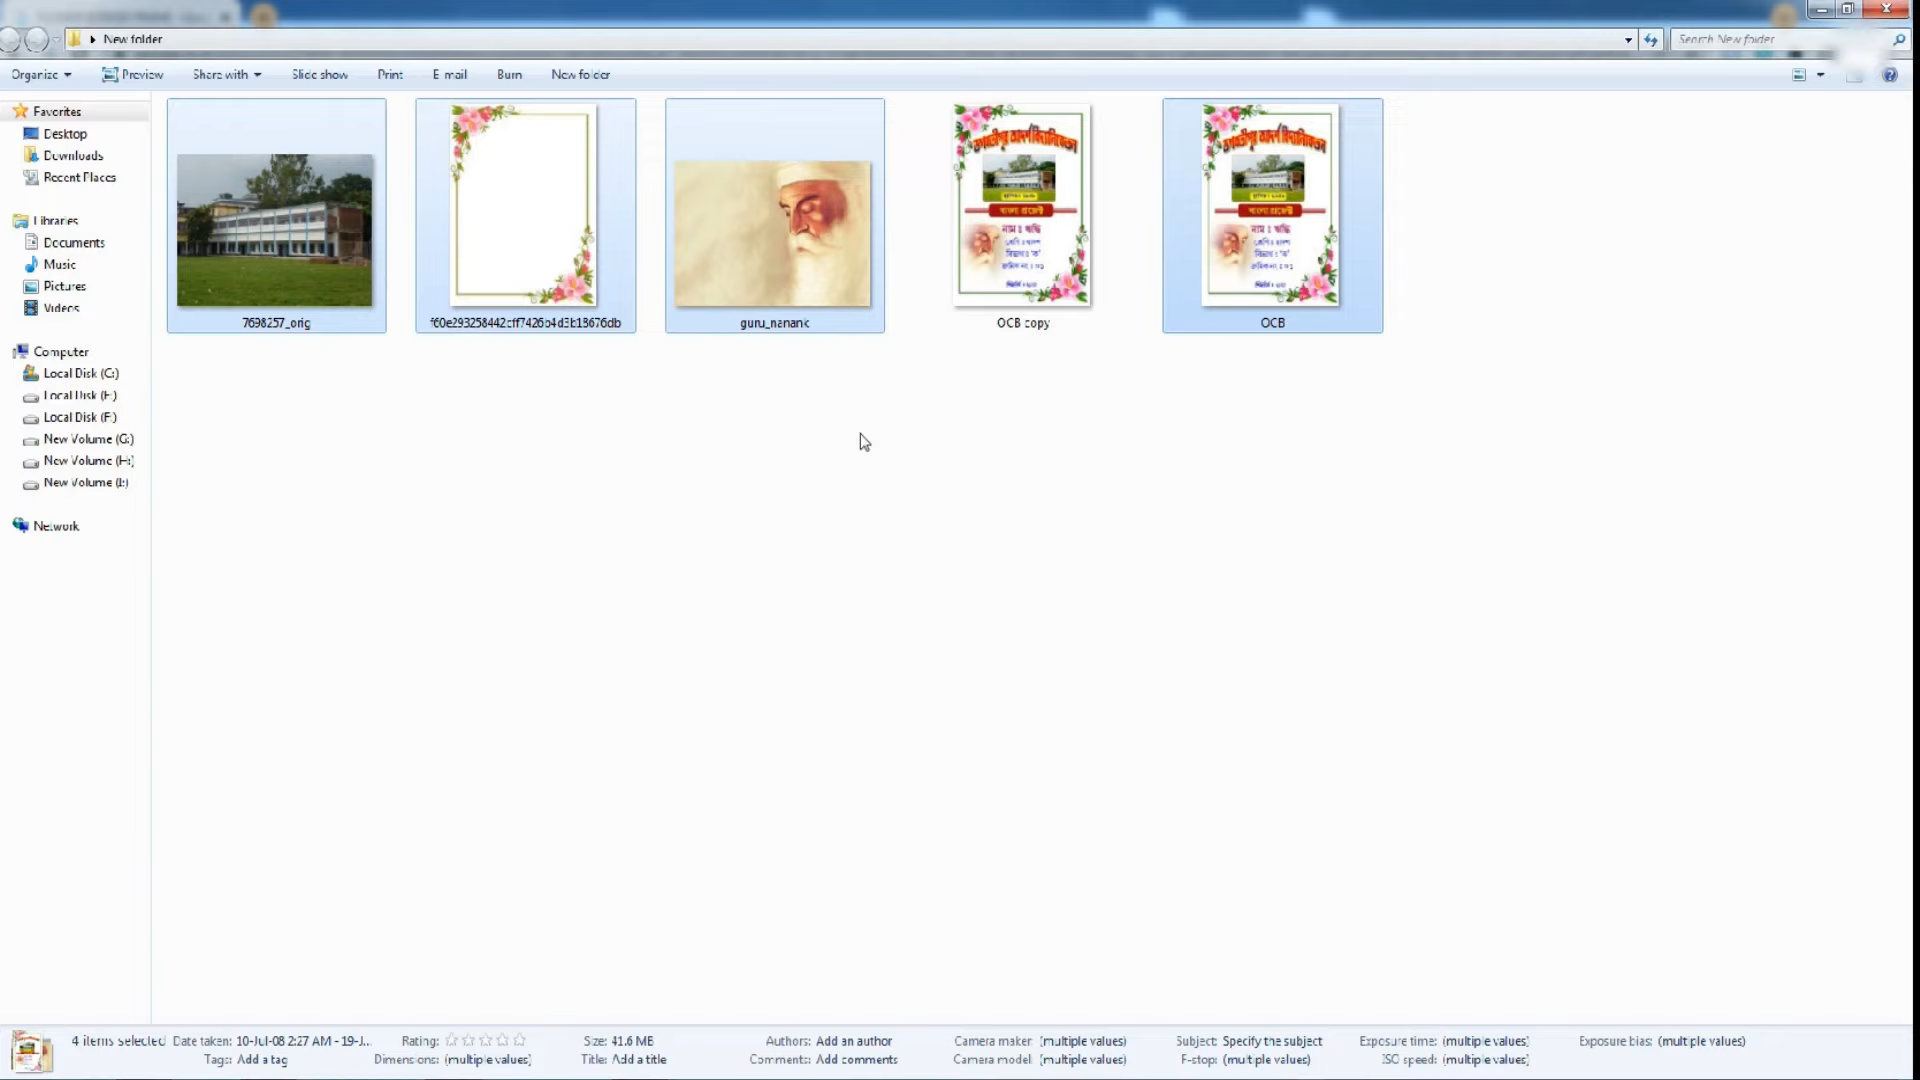 New folder
Search New folder
Organize
Preview
Share with
Slide show
Print
E-mail
Burn
New folder
Favorites
Desktop
Downloads
Recent Places
Libraries
Documents
Music
Pictures
Videos
Computer
Local Disk (C:)
Local Disk (E:)
Local Disk (F:)
New Volume (G:)
New Volume (H:)
New Volume (I:)
Network
বাংলা প্রজেক্ট
বাংলা প্রজেক্ট
7698257_orig
f60e293258442cff7426b4d3b18676db
guru_nanank
OCB copy
OCB
4 items selected
Date taken: 10-Jul-08 2:27 AM - 19-J...
Rating:
Size: 41.6 MB
Authors: Add an author
Camera maker: (multiple values)
Subject: Specify the subject
Exposure time: (multiple values)
Exposure bias: (multiple values)
Tags: Add a tag
Dimensions: (multiple values)
Title: Add a title
Comments: Add comments
Camera model: (multiple values)
F-stop: (multiple values)
ISO speed: (multiple values)